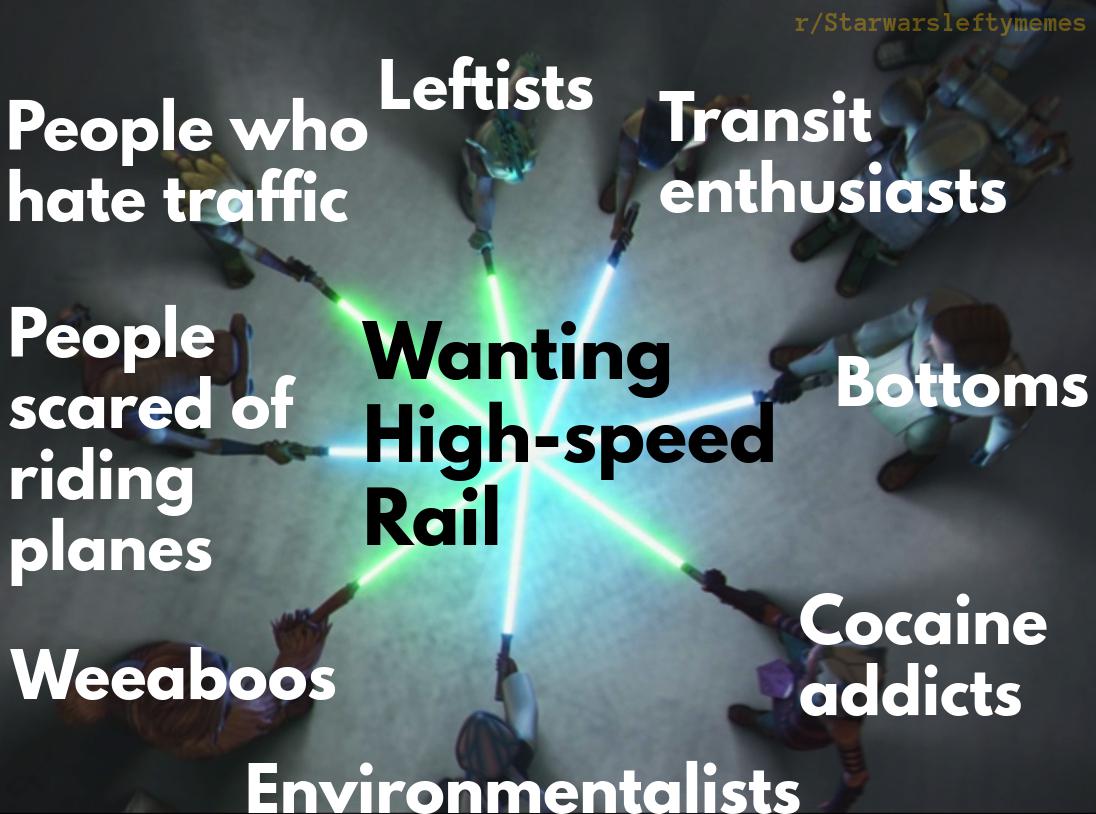 r/Starwarsleftymemes
Leftists
People who
hate traffic
Transit
enthusiasts
People
scared of
riding
planes
Wanting
High-speed
Rail
Bottoms
Weeaboos
Cocaine
addicts
Environmentalists